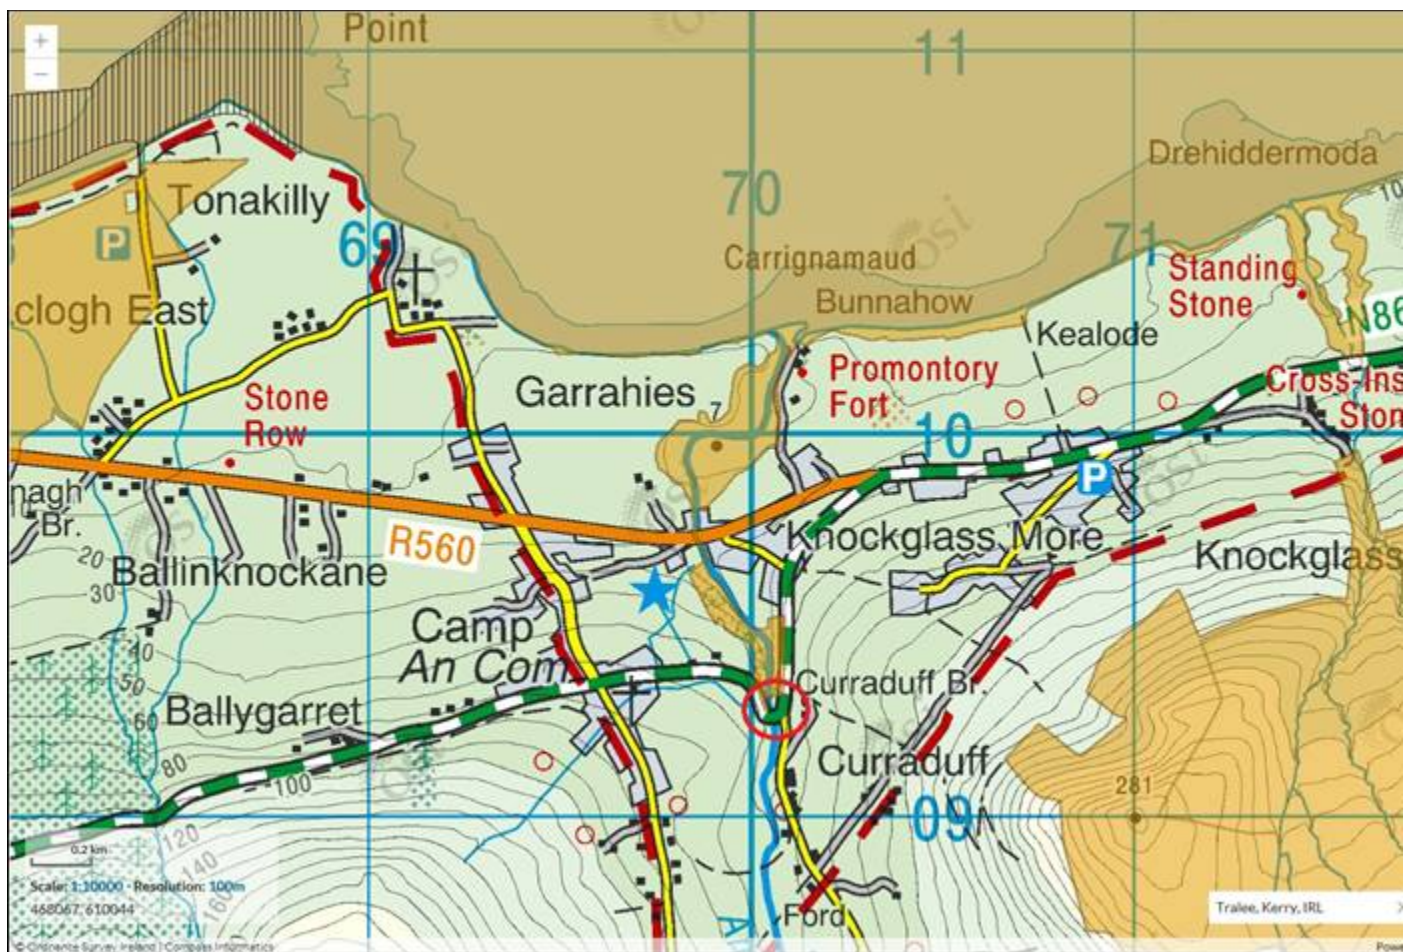 Point
11
Drehiddermoda
70
Tonakilly
69
71
P
Carrignamaud
Standing
Stone
Bunnahow
clogh East
N86
Kealode
Promontory
Fort
Garrahies
7
Cross-Ins
Ston
Stone
Row
10
P
nagh
Br.
R560
Knockglass More
Knockglass
20
30
Ballinknockane
Camp
An Com
40
50
60
80
100
Curraduff Br.
Ballygarret
Curraduff
281
09
120
140
160
0.2 km
Scale: 1:10000 - Resolution: 100m
468067, 610044
Ford
Tralee, Kerry, IRL
© Ordnance Survey Ireland | Compass Informatics
Powe
osi